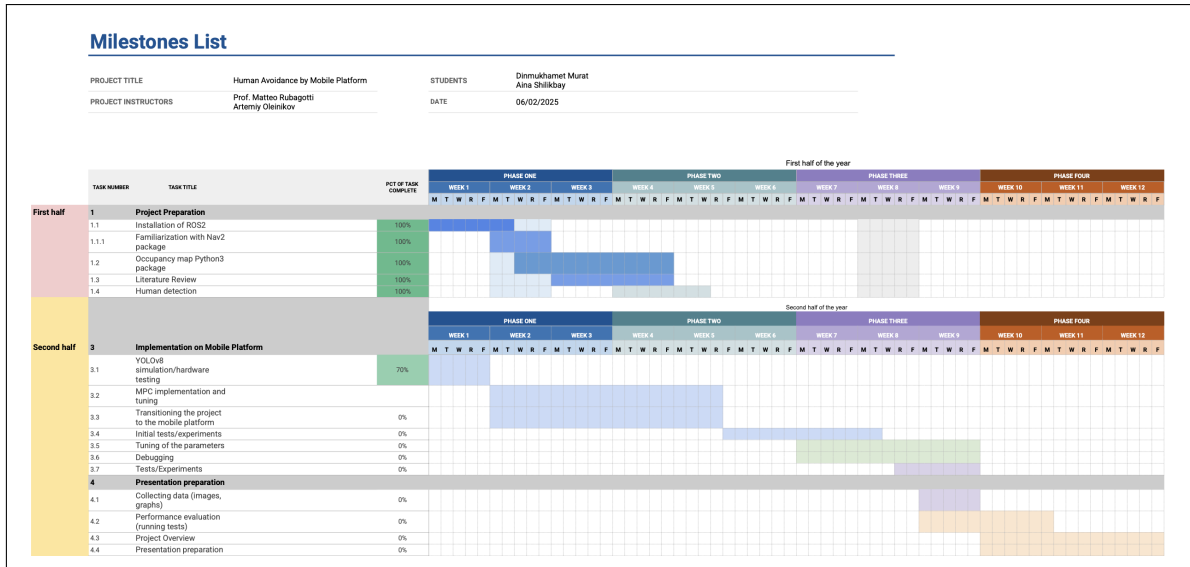 Milestones List
PROJECT TITLE Human Avoidance by Mobile Platform STUDENTS Dinmukhamet Murat
Aina Shilikbay
PROJECT INSTRUCTORS Prof. Matteo Rubagotti
Artemiy Oleinikov
DATE 06/02/2025
First half of the year
TASK NUMBER TASK TITLE PCT OF TASK COMPLETE
PHASE ONE PHASE TWO PHASE THREE PHASE FOUR
WEEK 1 WEEK 2 WEEK 3 WEEK 4 WEEK 5 WEEK 6 WEEK 7 WEEK 8 WEEK 9 WEEK 10 WEEK 11 WEEK 12
M T W R F M T W R F M T W R F M T W R F M T W R F M T W R F M T W R F M T W R F M T W R F M T W R F M T W R F M T W R F
First half 1 Project Preparation
1.1 Installation of ROS2 100%
1.1.1 Familiarization with Nav2
package 100%
1.2 Occupancy map Python3
package 100%
1.3 Literature Review 100%
1.4 Human detection 100%
Second half of the year
PHASE ONE PHASE TWO PHASE THREE PHASE FOUR
WEEK 1 WEEK 2 WEEK 3 WEEK 4 WEEK 5 WEEK 6 WEEK 7 WEEK 8 WEEK 9 WEEK 10 WEEK 11 WEEK 12
Second half 3 Implementation on Mobile Platform M T W R F M T W R F M T W R F M T W R F M T W R F M T W R F M T W R F M T W R F M T W R F M T W R F M T W R F M T W R F
3.1 YOLOv8
simulation/hardware
testing 70%
3.2 MPC implementation and
tuning
3.3 Transitioning the project
to the mobile platform 0%
3.4 Initial tests/experiments 0%
3.5 Tuning of the parameters 0%
3.6 Debugging 0%
3.7 Tests/Experiments 0%
4 Presentation preparation
4.1 Collecting data (images,
graphs) 0%
4.2 Performance evaluation
(running tests) 0%
4.3 Project Overview 0%
4.4 Presentation preparation 0%